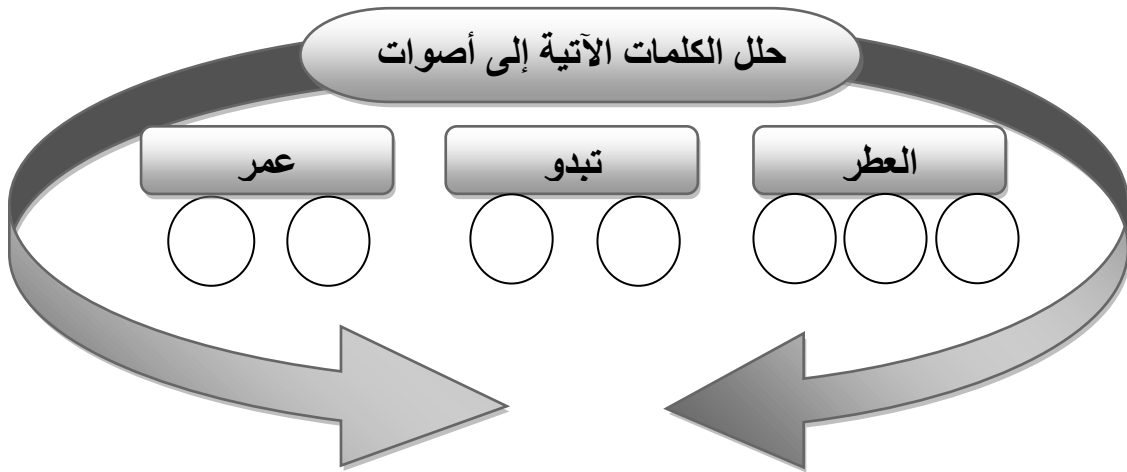 حلل الكلمات الآتية إلى أصوات
العطر
تبدو
عمر